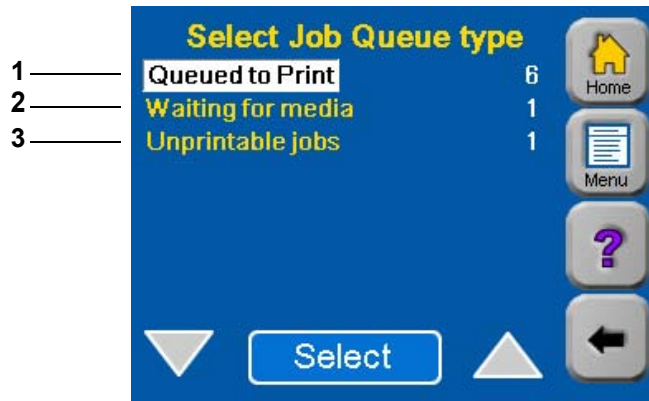 Select Job Queue type
1 Queued to Print 6
2 Waiting for media 1
3 Unprintable jobs 1
Home
Menu
?
Select